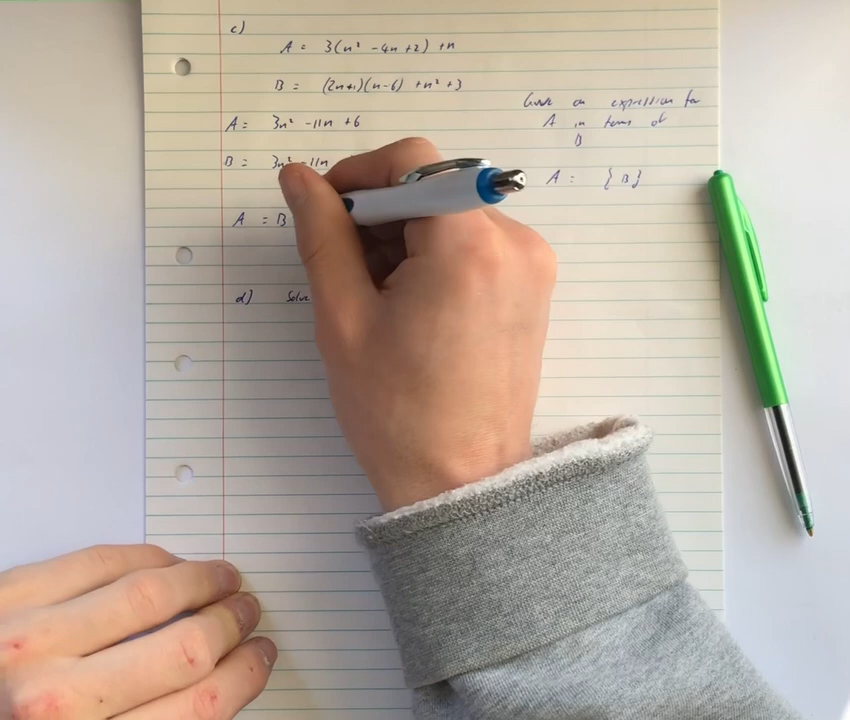 c)
A = 3(n² - 4n + 2) + n
B = (2n+1)(n-6) + n² + 3
A = 3n² - 11n + 6
B = 3n² - 11n
A = B
d) Solve
an expression for
A in terms of
B
A = { B }